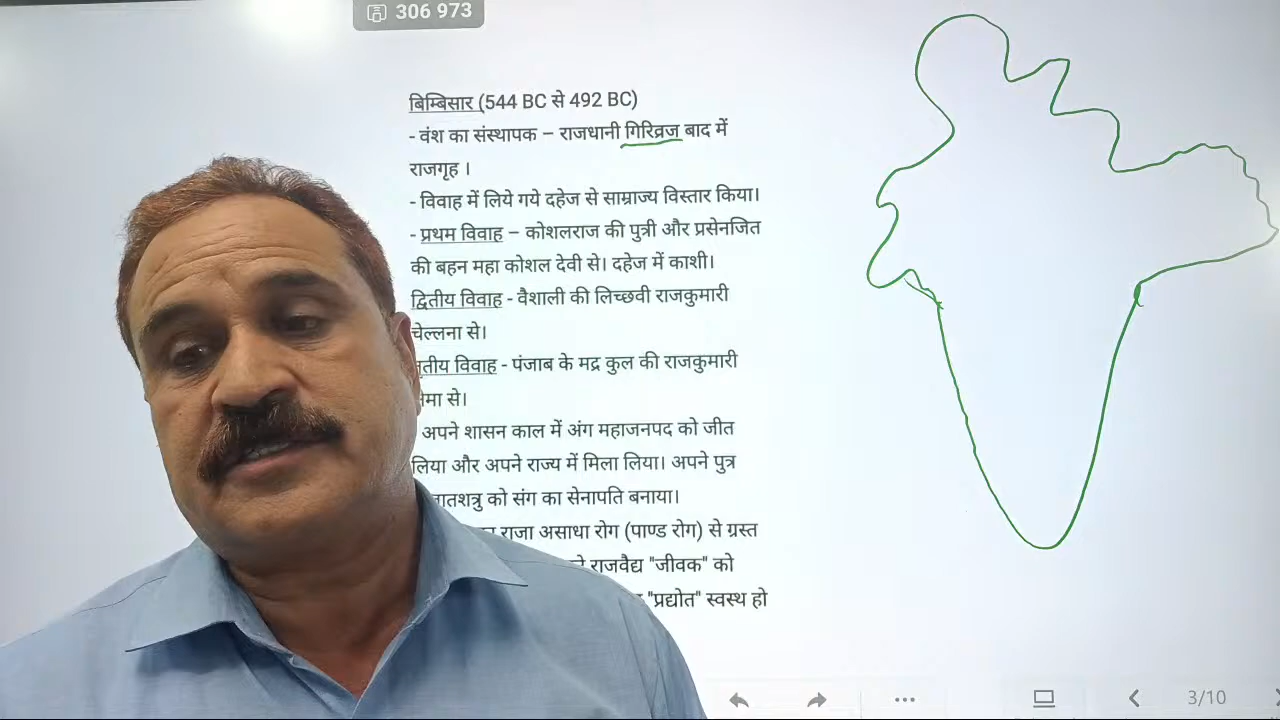 306 973
बिम्बिसार (544 BC से 492 BC)
- वंश का संस्थापक – राजधानी गिरिव्रज बाद में
राजगृह ।
- विवाह में लिये गये दहेज से साम्राज्य विस्तार किया।
- प्रथम विवाह – कोशलराज की पुत्री और प्रसेनजित
की बहन महा कोशल देवी से। दहेज में काशी।
द्वितीय विवाह - वैशाली की लिच्छवी राजकुमारी
चेल्लना से।
विवाह - पंजाब के मद्र कुल की राजकुमारी
से।
अपने शासन काल में अंग महाजनपद को जीत
लिया और अपने राज्य में मिला लिया। अपने पुत्र
को संग का सेनापति बनाया।
राजा असाधा रोग (पाण्ड रोग) से ग्रस्त
राजवैद्य "जीवक" को
"प्रद्योत" स्वस्थ हो
3/10